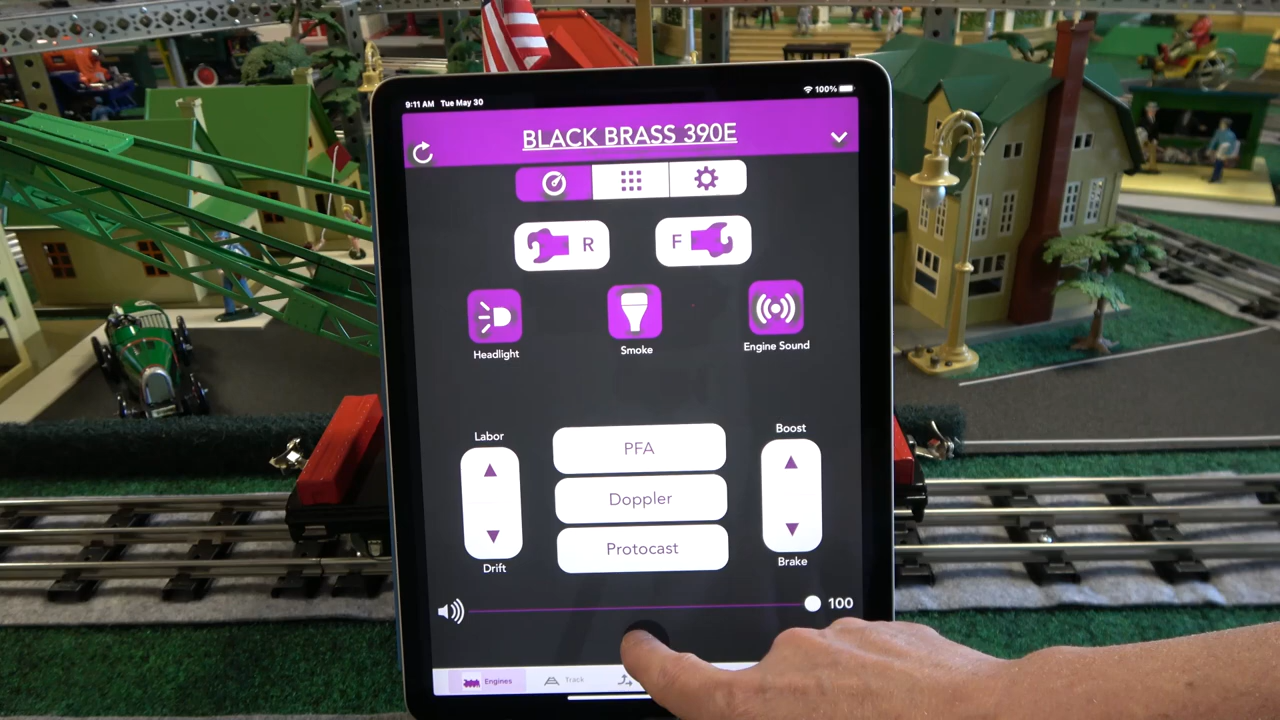 9:11 AM Tue May 30
100%
BLACK BRASS 390E
R
F
Headlight
Smoke
Engine Sound
Labor
Boost
PFA
Doppler
Protocast
Drift
Brake
100
Engines
Track